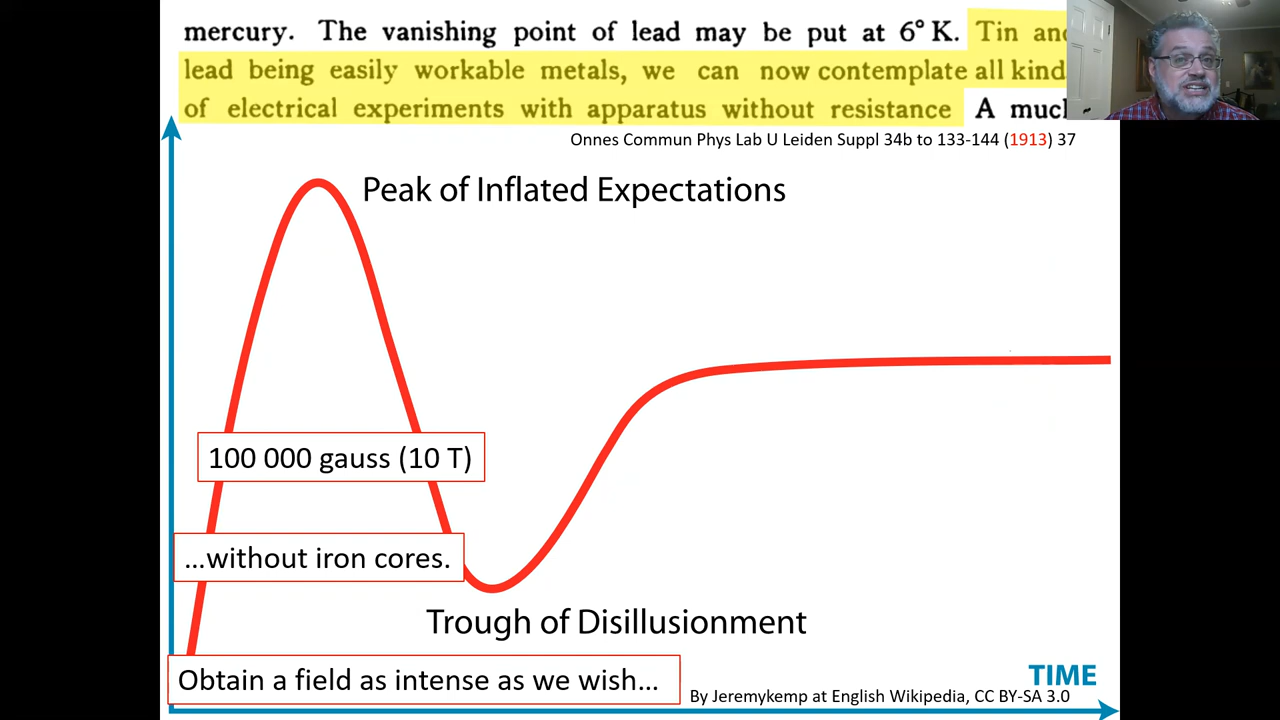 mercury. The vanishing point of lead may be put at 6° K. Tin and
lead being easily workable metals, we can now contemplate all kind
of electrical experiments with apparatus without resistance A much
Onnes Commun Phys Lab U Leiden Suppl 34b to 133-144 (1913) 37
Peak of Inflated Expectations
100 000 gauss (10 T)
...without iron cores.
Trough of Disillusionment
Obtain a field as intense as we wish...
TIME
By Jeremykemp at English Wikipedia, CC BY-SA 3.0